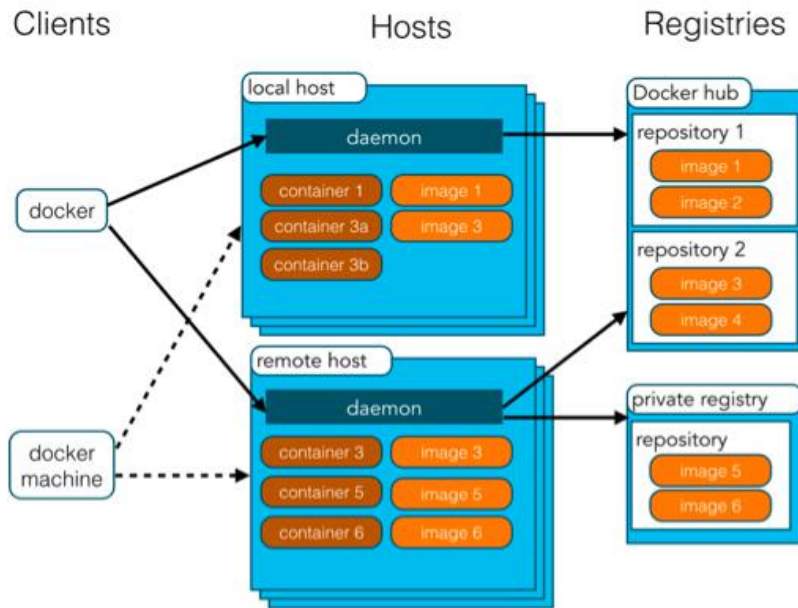 Clients
Hosts
Registries
docker
docker
machine
local host
daemon
container 1
image 1
container 3a
image 3
container 3b
remote host
daemon
container 3
image 3
container 5
image 5
container 6
image 6
Docker hub
repository 1
image 1
image 2
repository 2
image 3
image 4
private registry
repository
image 5
image 6